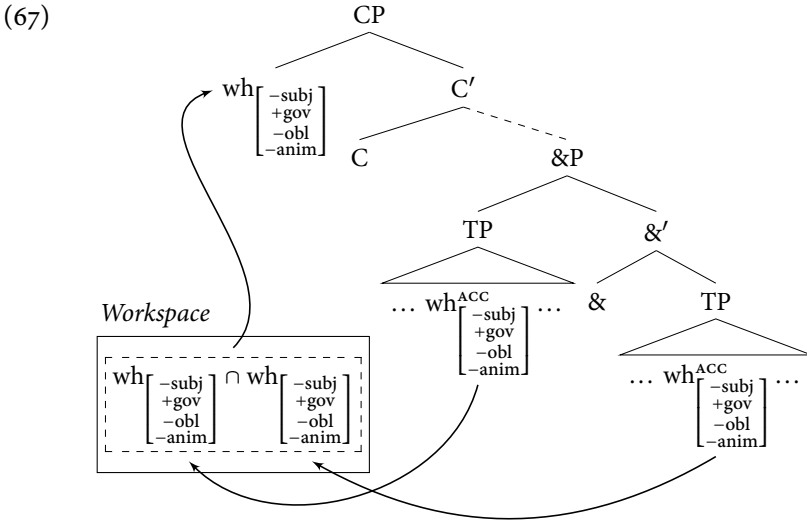 (67)
CP
wh[−subj +gov −obl −anim]
C′
C
&P
TP
&′
… wh^ACC[−subj +gov −obl −anim] …
&
TP
… wh^ACC[−subj +gov −obl −anim] …
Workspace
wh[−subj +gov −obl −anim] ∩ wh[−subj +gov −obl −anim]